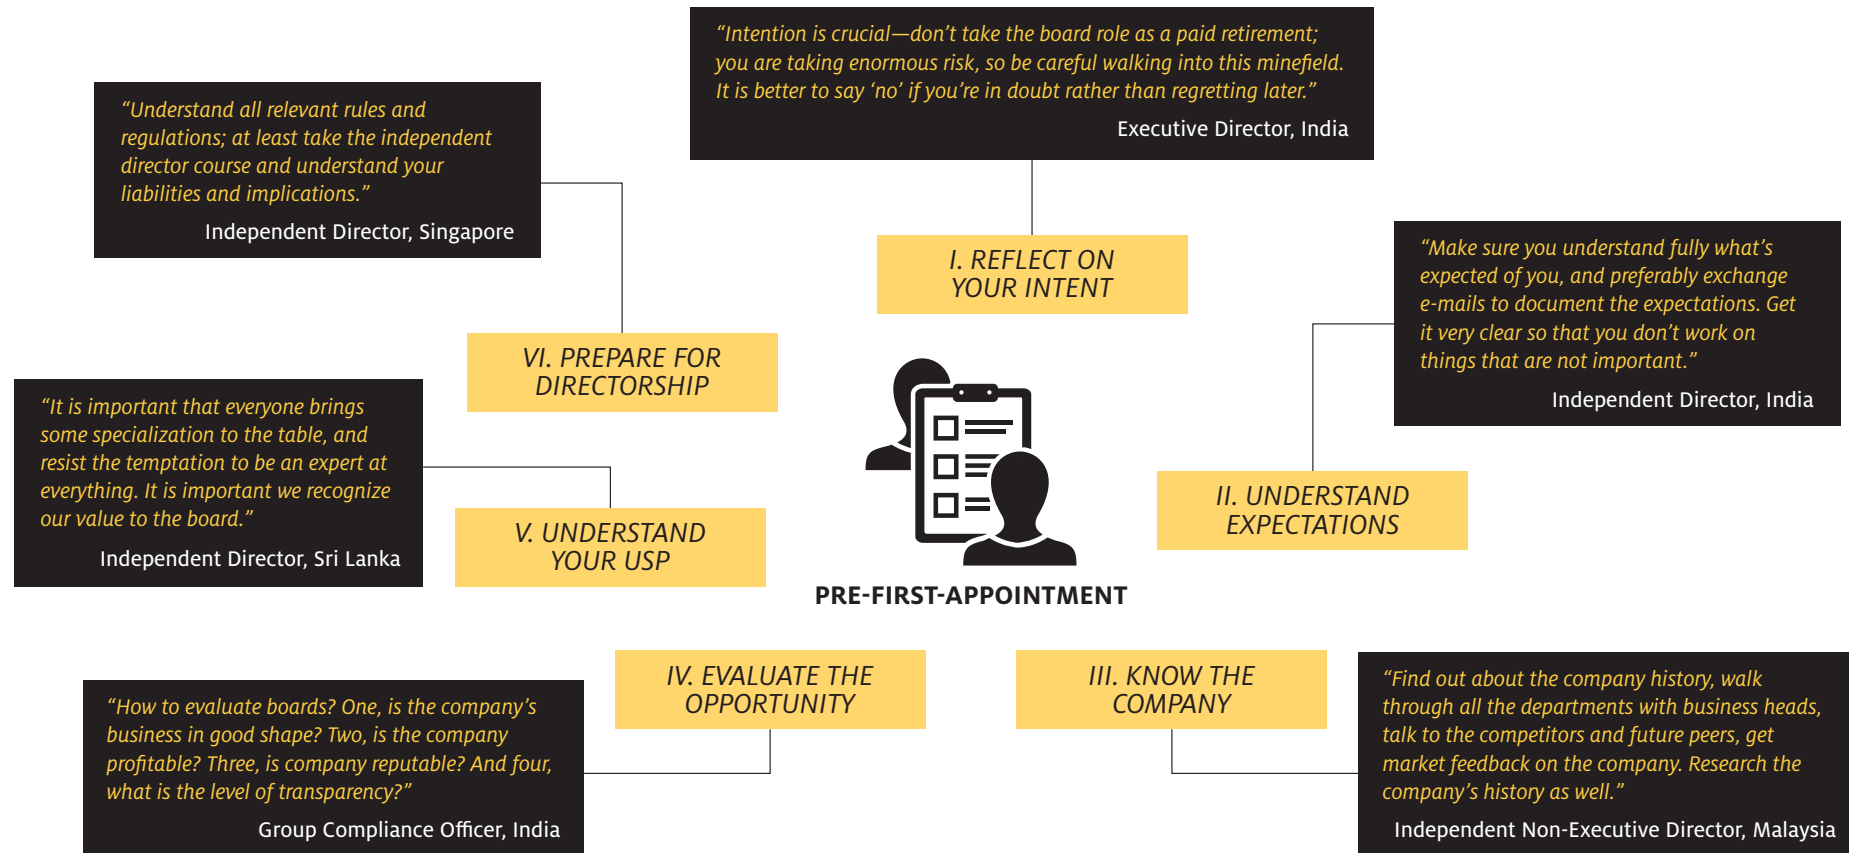 “Intention is crucial—don’t take the board role as a paid retirement;
you are taking enormous risk, so be careful walking into this minefield.
It is better to say ‘no’ if you’re in doubt rather than regretting later.”
Executive Director, India
I. REFLECT ON
YOUR INTENT
“Make sure you understand fully what’s
expected of you, and preferably exchange
e-mails to document the expectations. Get
it very clear so that you don’t work on
things that are not important.”
Independent Director, India
II. UNDERSTAND
EXPECTATIONS
III. KNOW THE
COMPANY
“Find out about the company history, walk
through all the departments with business heads,
talk to the competitors and future peers, get
market feedback on the company. Research the
company’s history as well.”
Independent Non-Executive Director, Malaysia
IV. EVALUATE THE
OPPORTUNITY
“How to evaluate boards? One, is the company’s
business in good shape? Two, is the company
profitable? Three, is company reputable? And four,
what is the level of transparency?”
Group Compliance Officer, India
“It is important that everyone brings
some specialization to the table, and
resist the temptation to be an expert at
everything. It is important we recognize
our value to the board.”
Independent Director, Sri Lanka
V. UNDERSTAND
YOUR USP
“Understand all relevant rules and
regulations; at least take the independent
director course and understand your
liabilities and implications.”
Independent Director, Singapore
VI. PREPARE FOR
DIRECTORSHIP
PRE-FIRST-APPOINTMENT